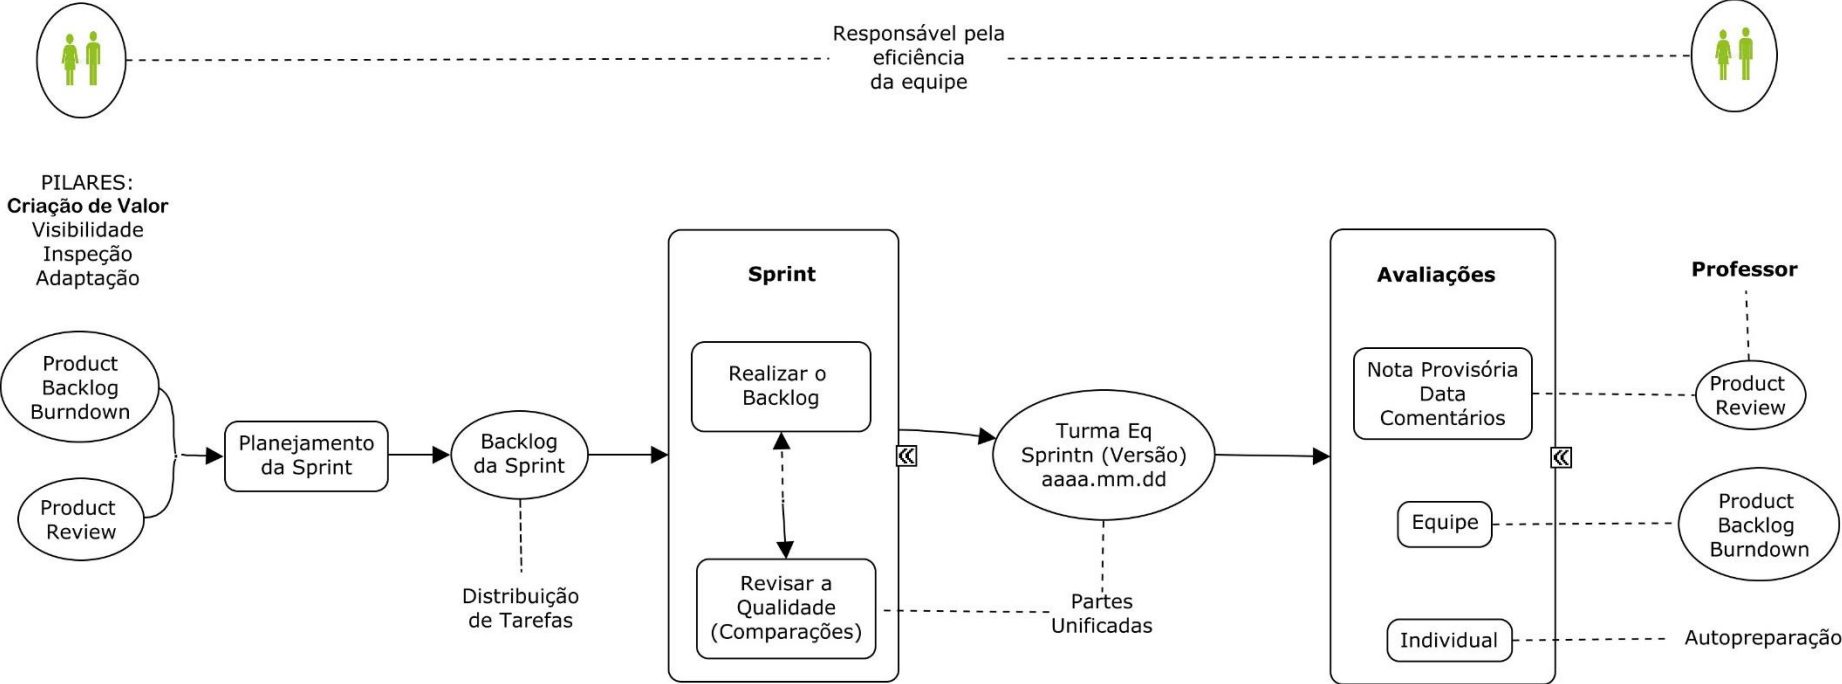 Responsável pela
eficiência
da equipe
PILARES:
Criação de Valor
Visibilidade
Inspeção
Adaptação
Product
Backlog
Burndown
Product
Review
Planejamento
da Sprint
Backlog
da Sprint
Distribuição
de Tarefas
Sprint
Realizar o
Backlog
Revisar a
Qualidade
(Comparações)
Turma Eq
Sprintn (Versão)
aaaa.mm.dd
Partes
Unificadas
Avaliações
Nota Provisória
Data
Comentários
Equipe
Individual
Professor
Product
Review
Product
Backlog
Burndown
Autopreparação